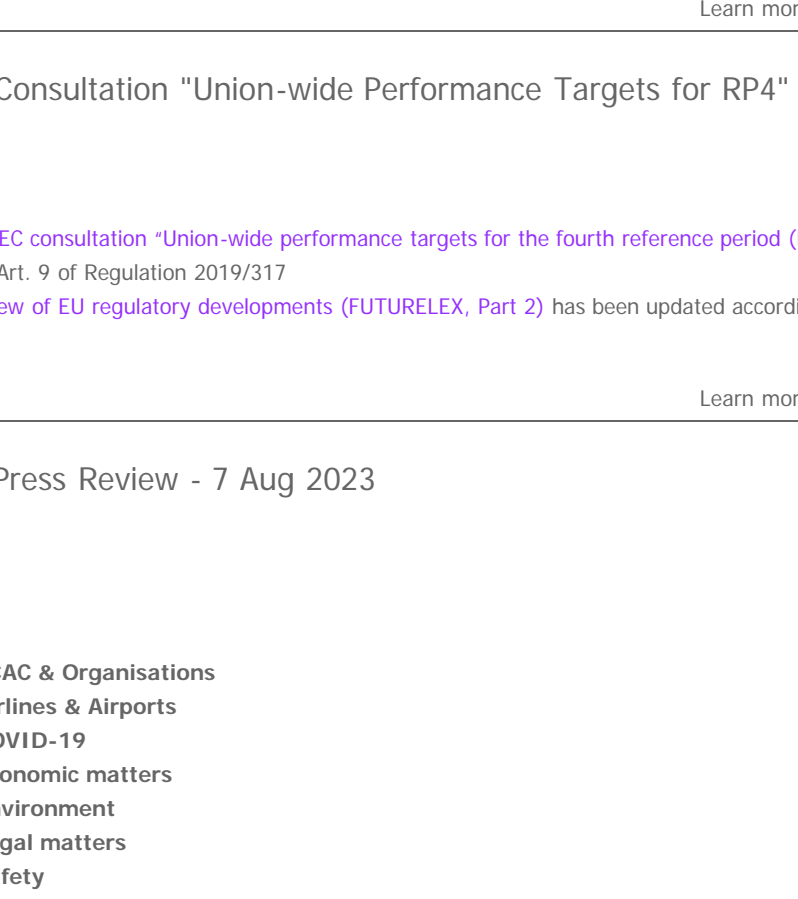 Learn mor
Consultation "Union-wide Performance Targets for RP4"
EC consultation “Union-wide performance targets for the fourth reference period (
Art. 9 of Regulation 2019/317
ew of EU regulatory developments (FUTURELEX, Part 2) has been updated accordi
Learn mor
Press Review - 7 Aug 2023
CAC & Organisations
rlines & Airports
OVID-19
onomic matters
vironment
gal matters
fety